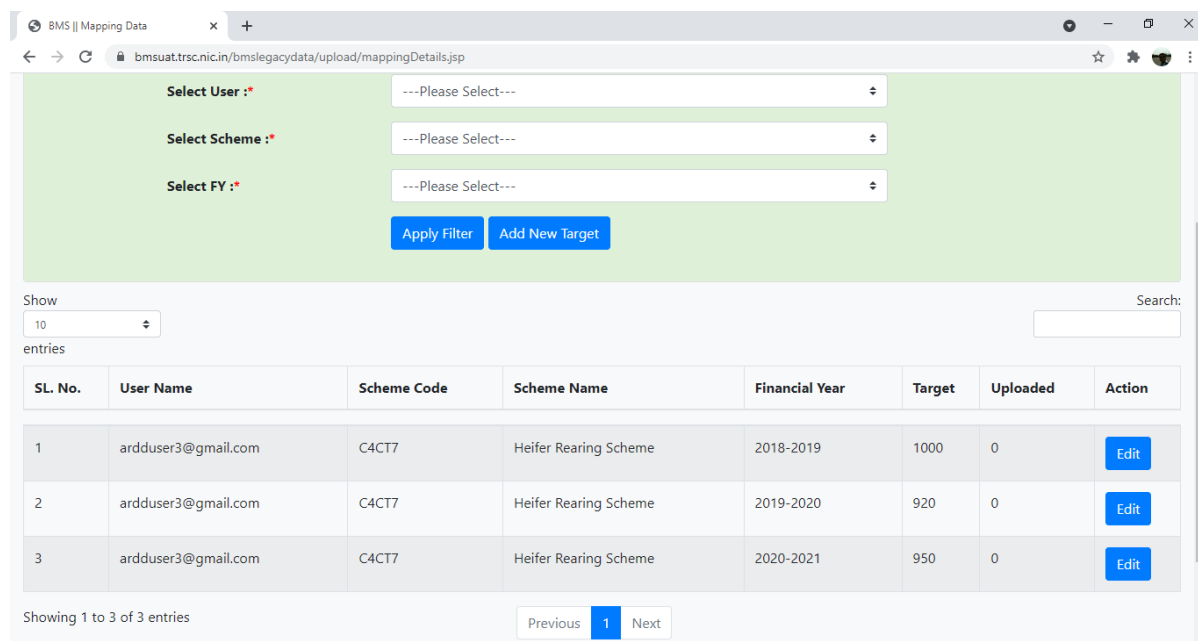 BMS || Mapping Data
bmsuat.trsc.nic.in/bmslegacydata/upload/mappingDetails.jsp
Select User :* ---Please Select---
Select Scheme :* ---Please Select---
Select FY :* ---Please Select---
Apply Filter Add New Target
Show Search:
10
entries
SL. No. User Name Scheme Code Scheme Name Financial Year Target Uploaded Action
1 ardduser3@gmail.com C4CT7 Heifer Rearing Scheme 2018-2019 1000 0 Edit
2 ardduser3@gmail.com C4CT7 Heifer Rearing Scheme 2019-2020 920 0 Edit
3 ardduser3@gmail.com C4CT7 Heifer Rearing Scheme 2020-2021 950 0 Edit
Showing 1 to 3 of 3 entries Previous 1 Next